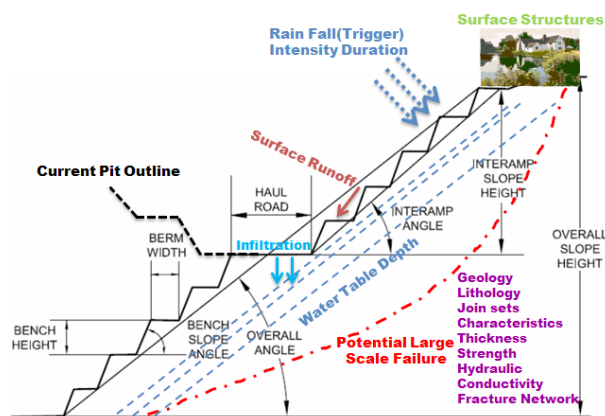 Surface Structures
Rain Fall(Trigger)
Intensity Duration
Surface Runoff
Current Pit Outline
HAUL
ROAD
INTERAMP
SLOPE
HEIGHT
INTERAMP
ANGLE
OVERALL
SLOPE
HEIGHT
BERM
WIDTH
Infiltration
Water Table Depth
BENCH
HEIGHT
BENCH
SLOPE
ANGLE
OVERALL
ANGLE
Potential Large
Scale Failure
Geology
Lithology
Join sets
Characteristics
Thickness
Strength
Hydraulic
Conductivity
Fracture Network